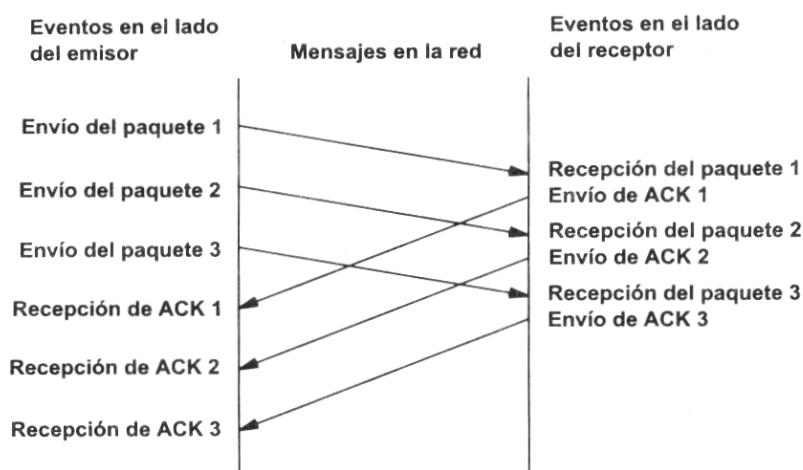 Eventos en el lado
del emisor
Mensajes en la red
Eventos en el lado
del receptor
Envío del paquete 1
Envío del paquete 2
Envío del paquete 3
Recepción de ACK 1
Recepción de ACK 2
Recepción de ACK 3
Recepción del paquete 1
Envío de ACK 1
Recepción del paquete 2
Envío de ACK 2
Recepción del paquete 3
Envío de ACK 3